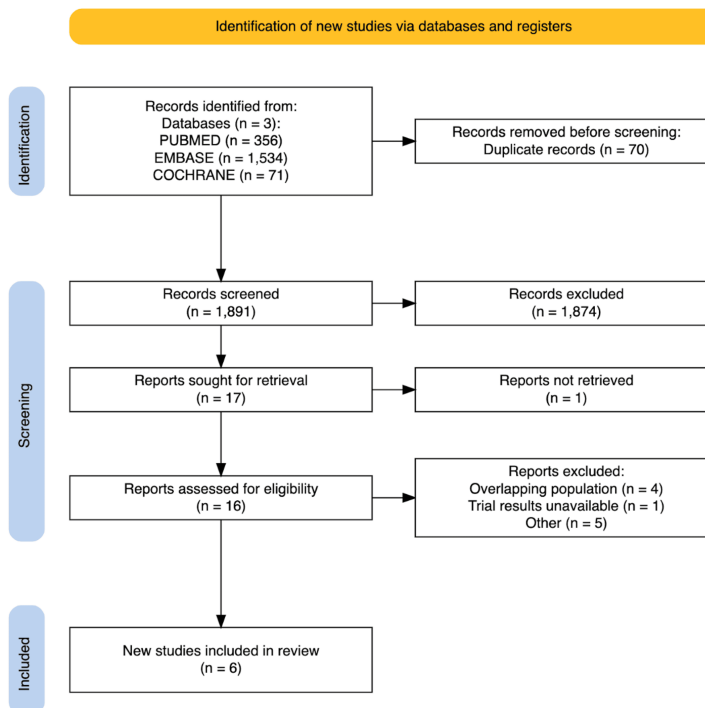 Identification of new studies via databases and registers
Identification
Records identified from:
Databases (n = 3):
PUBMED (n = 356)
EMBASE (n = 1,534)
COCHRANE (n = 71)
Records removed before screening:
Duplicate records (n = 70)
Screening
Records screened
(n = 1,891)
Records excluded
(n = 1,874)
Reports sought for retrieval
(n = 17)
Reports not retrieved
(n = 1)
Reports assessed for eligibility
(n = 16)
Reports excluded:
Overlapping population (n = 4)
Trial results unavailable (n = 1)
Other (n = 5)
Included
New studies included in review
(n = 6)